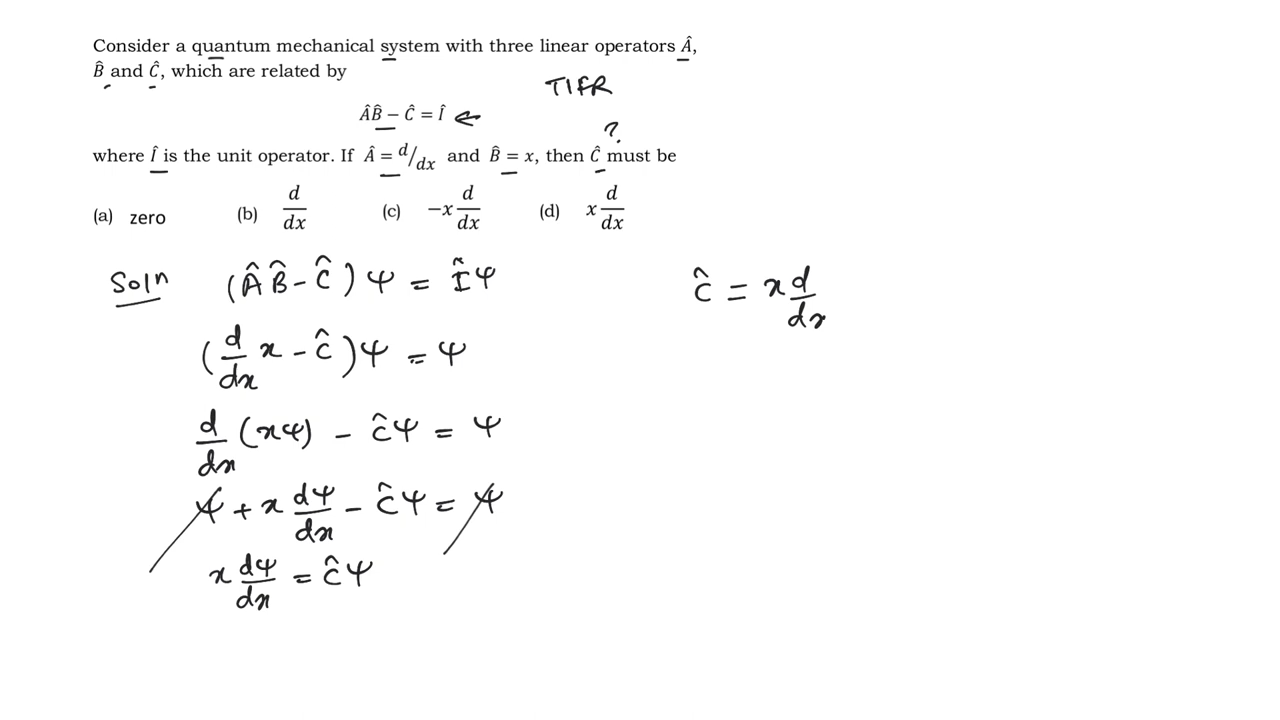 Consider a quantum mechanical system with three linear operators Â,
B̂ and Ĉ, which are related by
TIFR
ÂB̂ − Ĉ = Î ←
?
where Î is the unit operator. If Â = d/dx and B̂ = x, then Ĉ must be
(a) zero (b) d/dx (c) −x d/dx (d) x d/dx
Soln (ÂB̂ − Ĉ)Ψ = ÎΨ
Ĉ = x d/dx
(d/dx x − Ĉ)Ψ = Ψ
d/dx (xΨ) − ĈΨ = Ψ
Ψ + x dΨ/dx − ĈΨ = Ψ
x dΨ/dx = ĈΨ